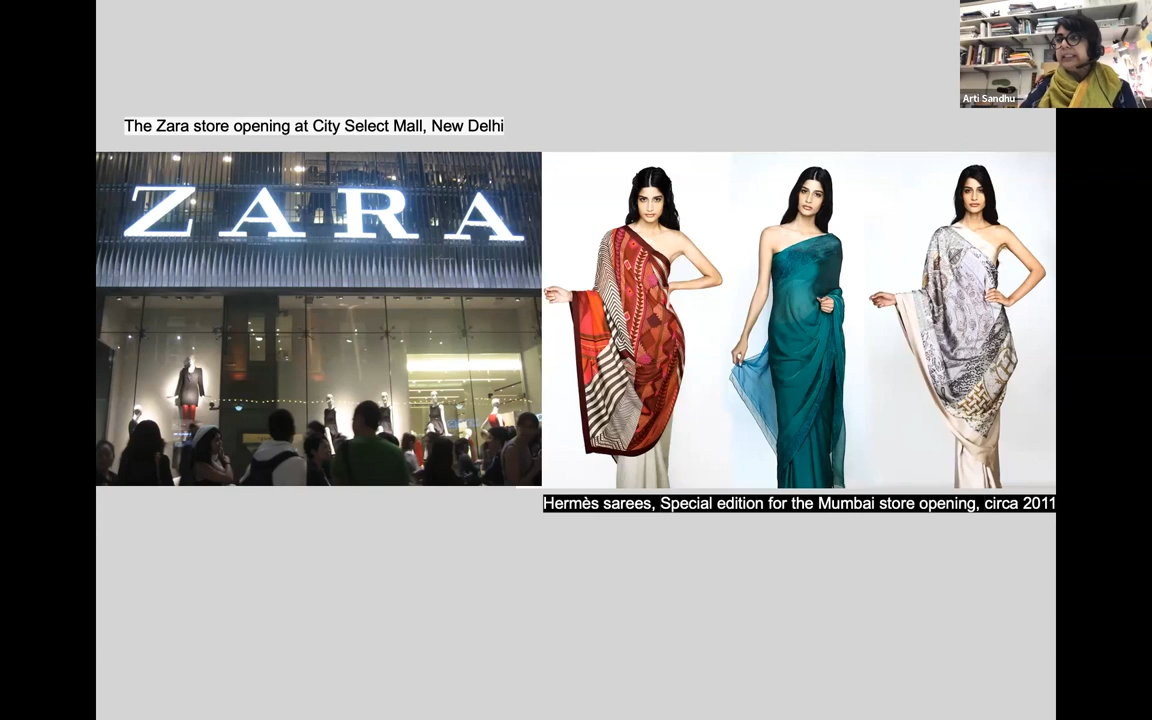 Arti Sandhu
The Zara store opening at City Select Mall, New Delhi
ZARA
Hermès sarees, Special edition for the Mumbai store opening, circa 2011